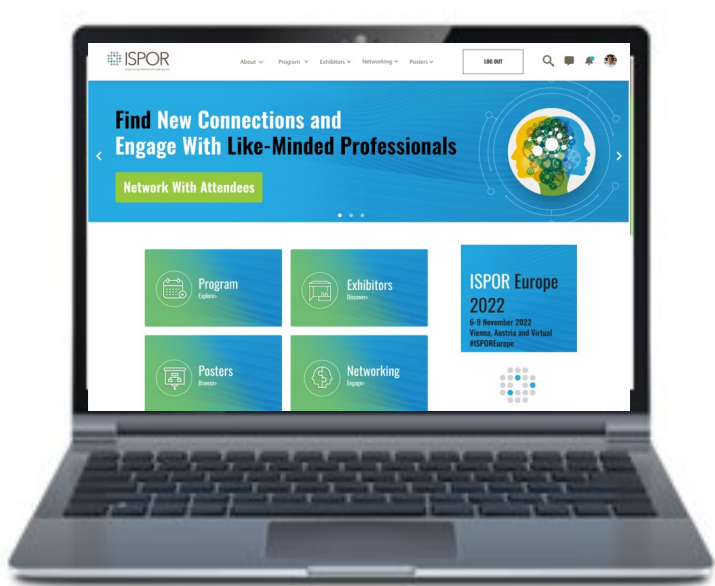 ISPOR
About
Program
Exhibitors
Networking
Posters
LOG OUT
Find New Connections and
Engage With Like-Minded Professionals
Network With Attendees
Program
Explore>
Exhibitors
Discover>
ISPOR Europe
2022
6-9 November 2022
Vienna, Austria and Virtual
#ISPOREurope
Posters
Browse>
Networking
Engage>